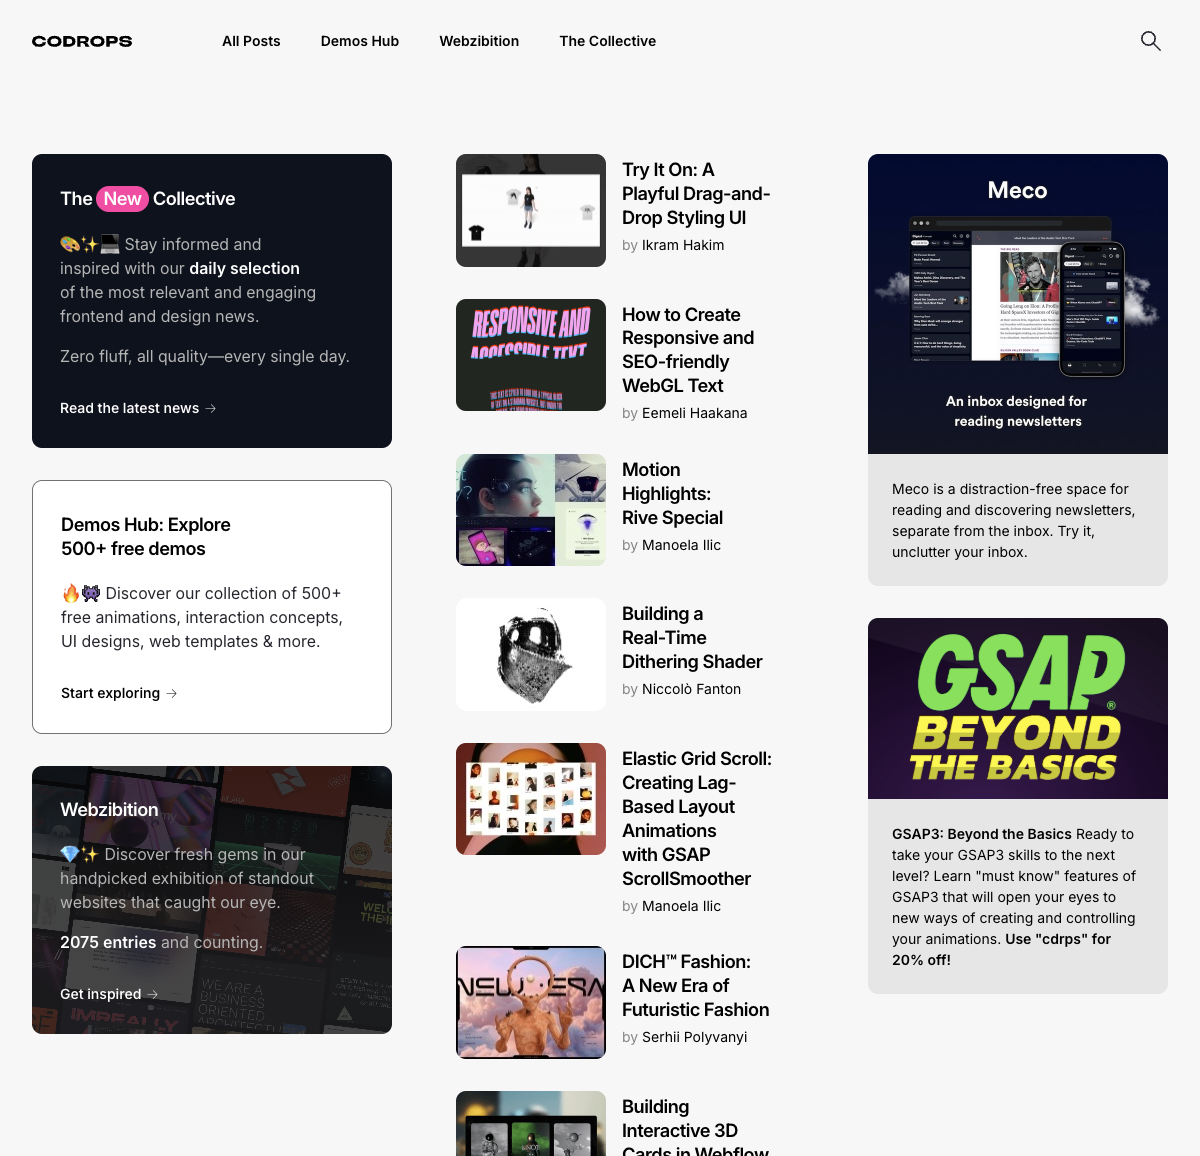 CODROPS
All Posts
Demos Hub
Webzibition
The Collective
The New Collective
🎨✨💻 Stay informed and
inspired with our daily selection
of the most relevant and engaging
frontend and design news.
Zero fluff, all quality—every single day.
Read the latest news →
Demos Hub: Explore
500+ free demos
🔥👾 Discover our collection of 500+
free animations, interaction concepts,
UI designs, web templates & more.
Start exploring →
Webzibition
💎✨ Discover fresh gems in our
handpicked exhibition of standout
websites that caught our eye.
2075 entries and counting.
Get inspired →
WE ARE A
BUSINESS
ORIENTED
Try It On: A
Playful Drag-and-
Drop Styling UI
by Ikram Hakim
RESPONSIVE AND
ACCESSIBLE TEXT
How to Create
Responsive and
SEO-friendly
WebGL Text
by Eemeli Haakana
Motion
Highlights:
Rive Special
by Manoela Ilic
Building a
Real-Time
Dithering Shader
by Niccolò Fanton
Elastic Grid Scroll:
Creating Lag-
Based Layout
Animations
with GSAP
ScrollSmoother
by Manoela Ilic
NEW ERA
DICH™ Fashion:
A New Era of
Futuristic Fashion
by Serhii Polyvanyi
Building
Interactive 3D
Cards in Webflow
Meco
An inbox designed for
reading newsletters
Meco is a distraction-free space for
reading and discovering newsletters,
separate from the inbox. Try it,
unclutter your inbox.
GSAP®
BEYOND
THE BASICS
GSAP3: Beyond the Basics Ready to
take your GSAP3 skills to the next
level? Learn "must know" features of
GSAP3 that will open your eyes to
new ways of creating and controlling
your animations. Use "cdrps" for
20% off!